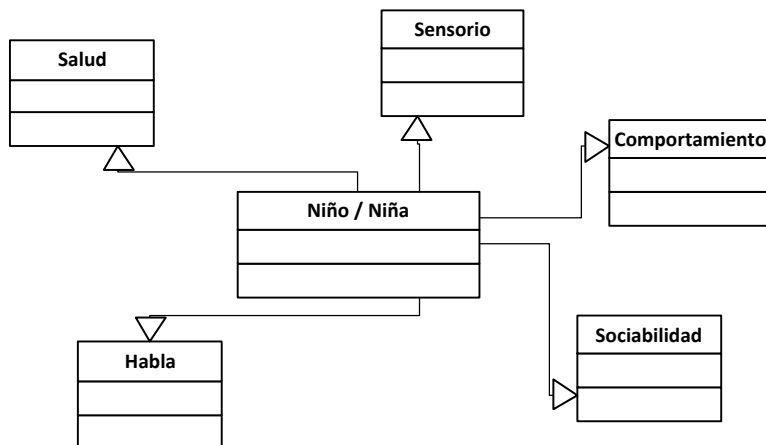 Sensorio
Salud
Comportamiento
Niño / Niña
Sociabilidad
Habla